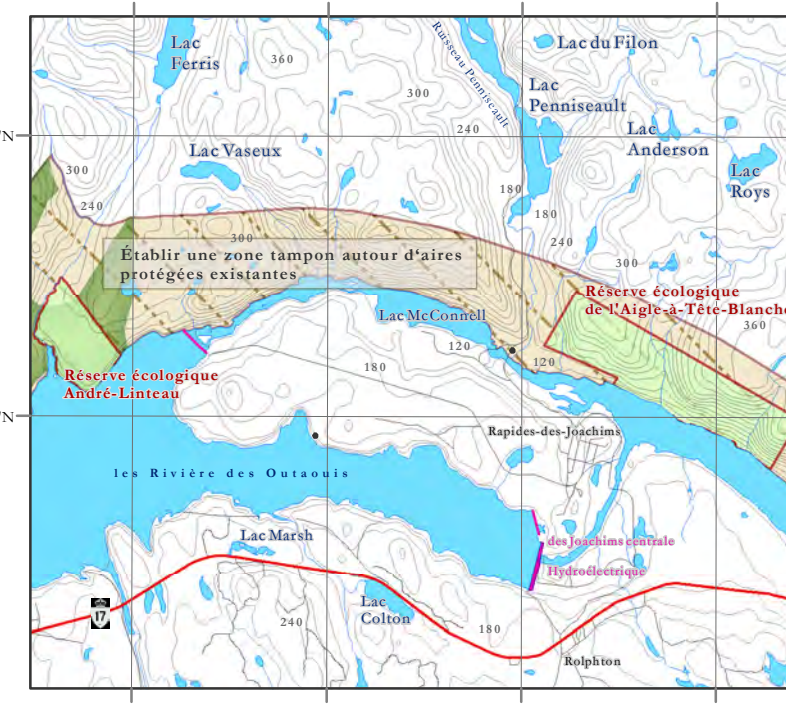 Lac
Ferris
360
Ruisseau Penniseault
Lac du Filon
Lac
Penniseault
300
240
Lac
Anderson
N
Lac Vaseux
Lac
Roys
300
180
240
180
300
240
300
Établir une zone tampon autour d'aires
protégées existantes
Réserve écologique
de l'Aigle-à-Tête-Blanche
Lac McConnell
360
120
180
120
Réserve écologique
André-Linteau
N
Rapides-des-Joachims
les Rivière des Outaouis
Lac Marsh
des Joachims centrale
Hydroélectrique
17
Lac
Colton
240
180
Rolphton